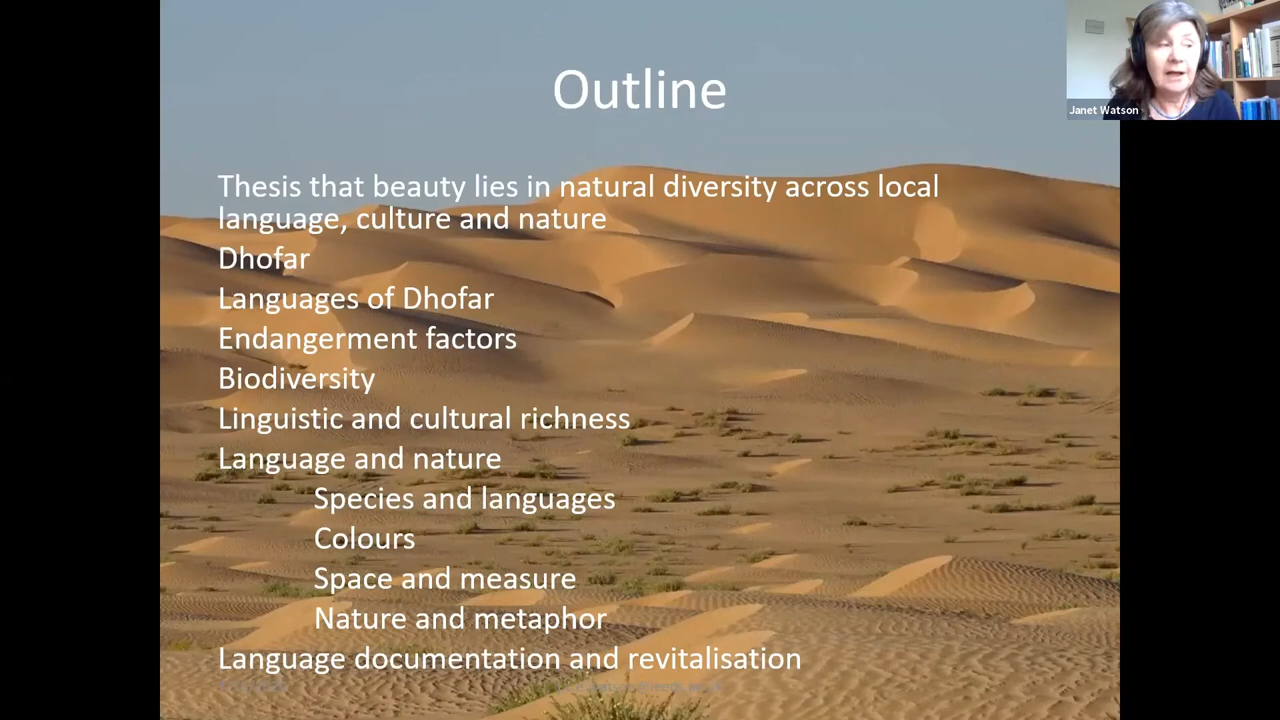 Outline
Janet Watson
Thesis that beauty lies in natural diversity across local
language, culture and nature
Dhofar
Languages of Dhofar
Endangerment factors
Biodiversity
Linguistic and cultural richness
Language and nature
Species and languages
Colours
Space and measure
Nature and metaphor
Language documentation and revitalisation